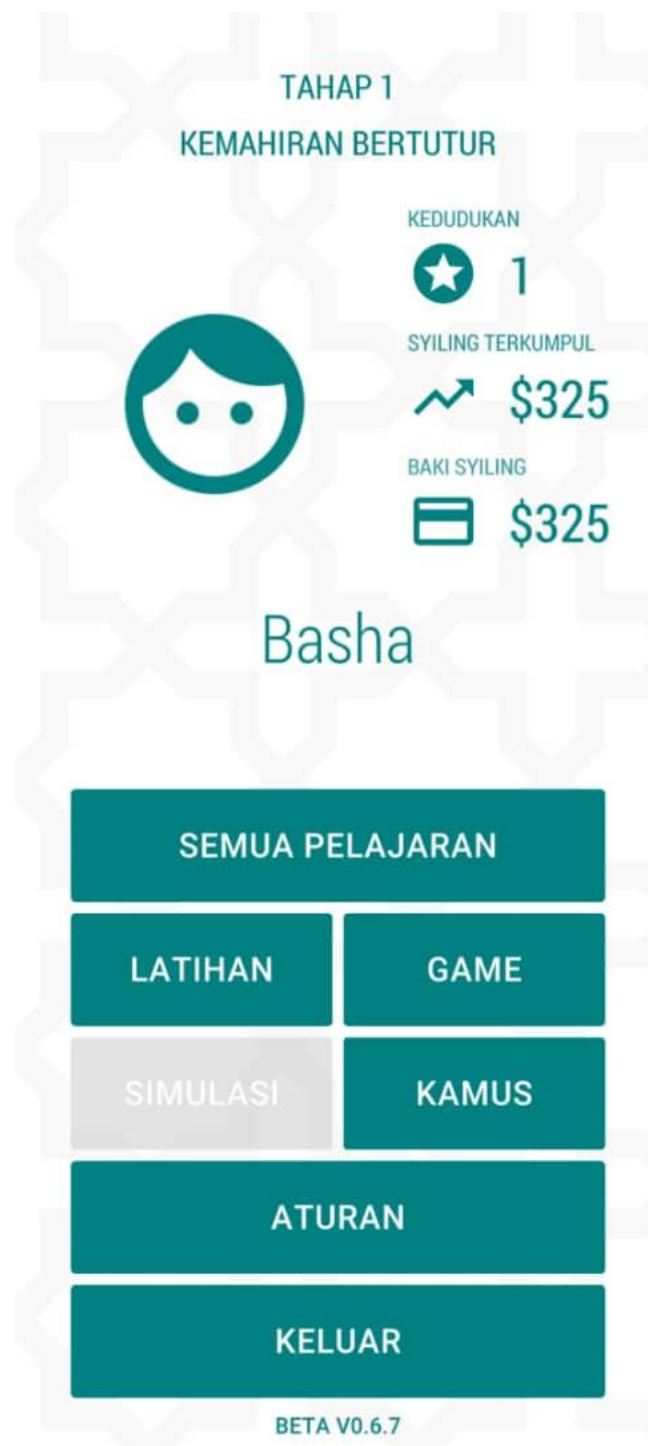 TAHAP 1
KEMAHIRAN BERTUTUR
KEDUDUKAN
1
SYILING TERKUMPUL
$325
BAKI SYILING
$325
Basha
SEMUA PELAJARAN
LATIHAN
GAME
SIMULASI
KAMUS
ATURAN
KELUAR
BETA V0.6.7